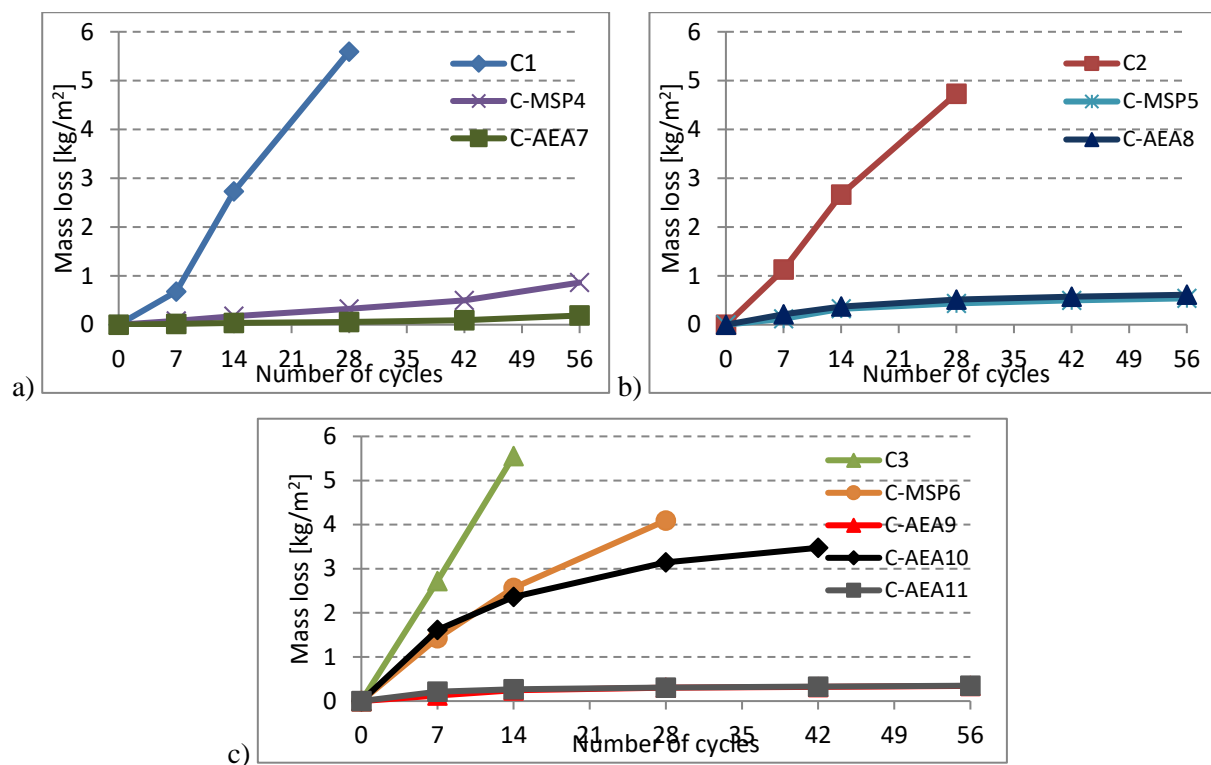 6
5
4
3
2
1
0
Mass loss [kg/m²]
C1
C-MSP4
C-AEA7
0 7 14 21 28 35 42 49 56
Number of cycles
a)
6
5
4
3
2
1
0
Mass loss [kg/m²]
C2
C-MSP5
C-AEA8
0 7 14 21 28 35 42 49 56
Number of cycles
b)
6
5
4
3
2
1
0
Mass loss [kg/m²]
C3
C-MSP6
C-AEA9
C-AEA10
C-AEA11
0 7 14 21 28 35 42 49 56
Number of cycles
c)